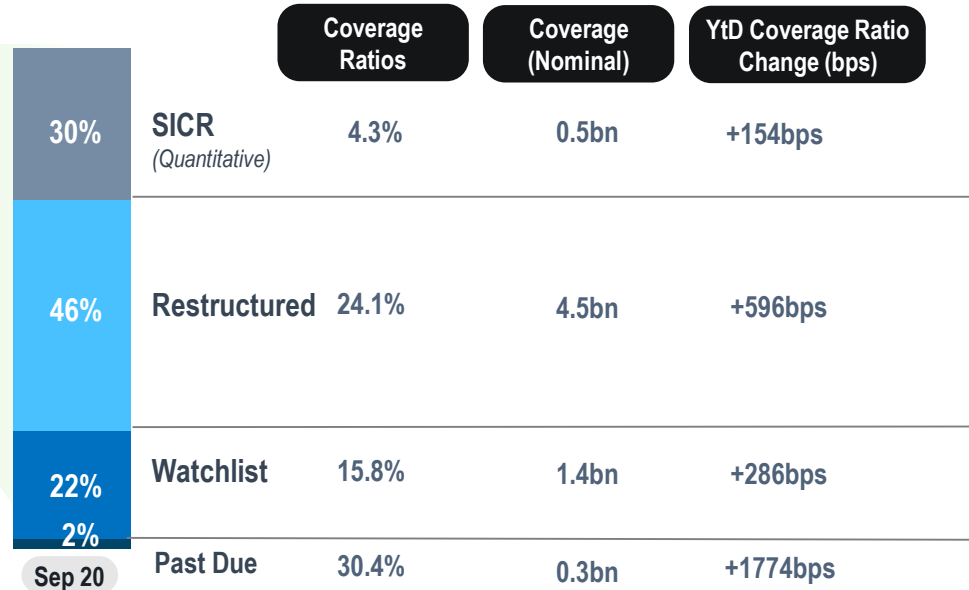 Coverage
Ratios
Coverage
(Nominal)
YtD Coverage Ratio
Change (bps)
30%
SICR
(Quantitative)
4.3%
0.5bn
+154bps
46%
Restructured
24.1%
4.5bn
+596bps
22%
Watchlist
15.8%
1.4bn
+286bps
2%
Past Due
30.4%
0.3bn
+1774bps
Sep 20